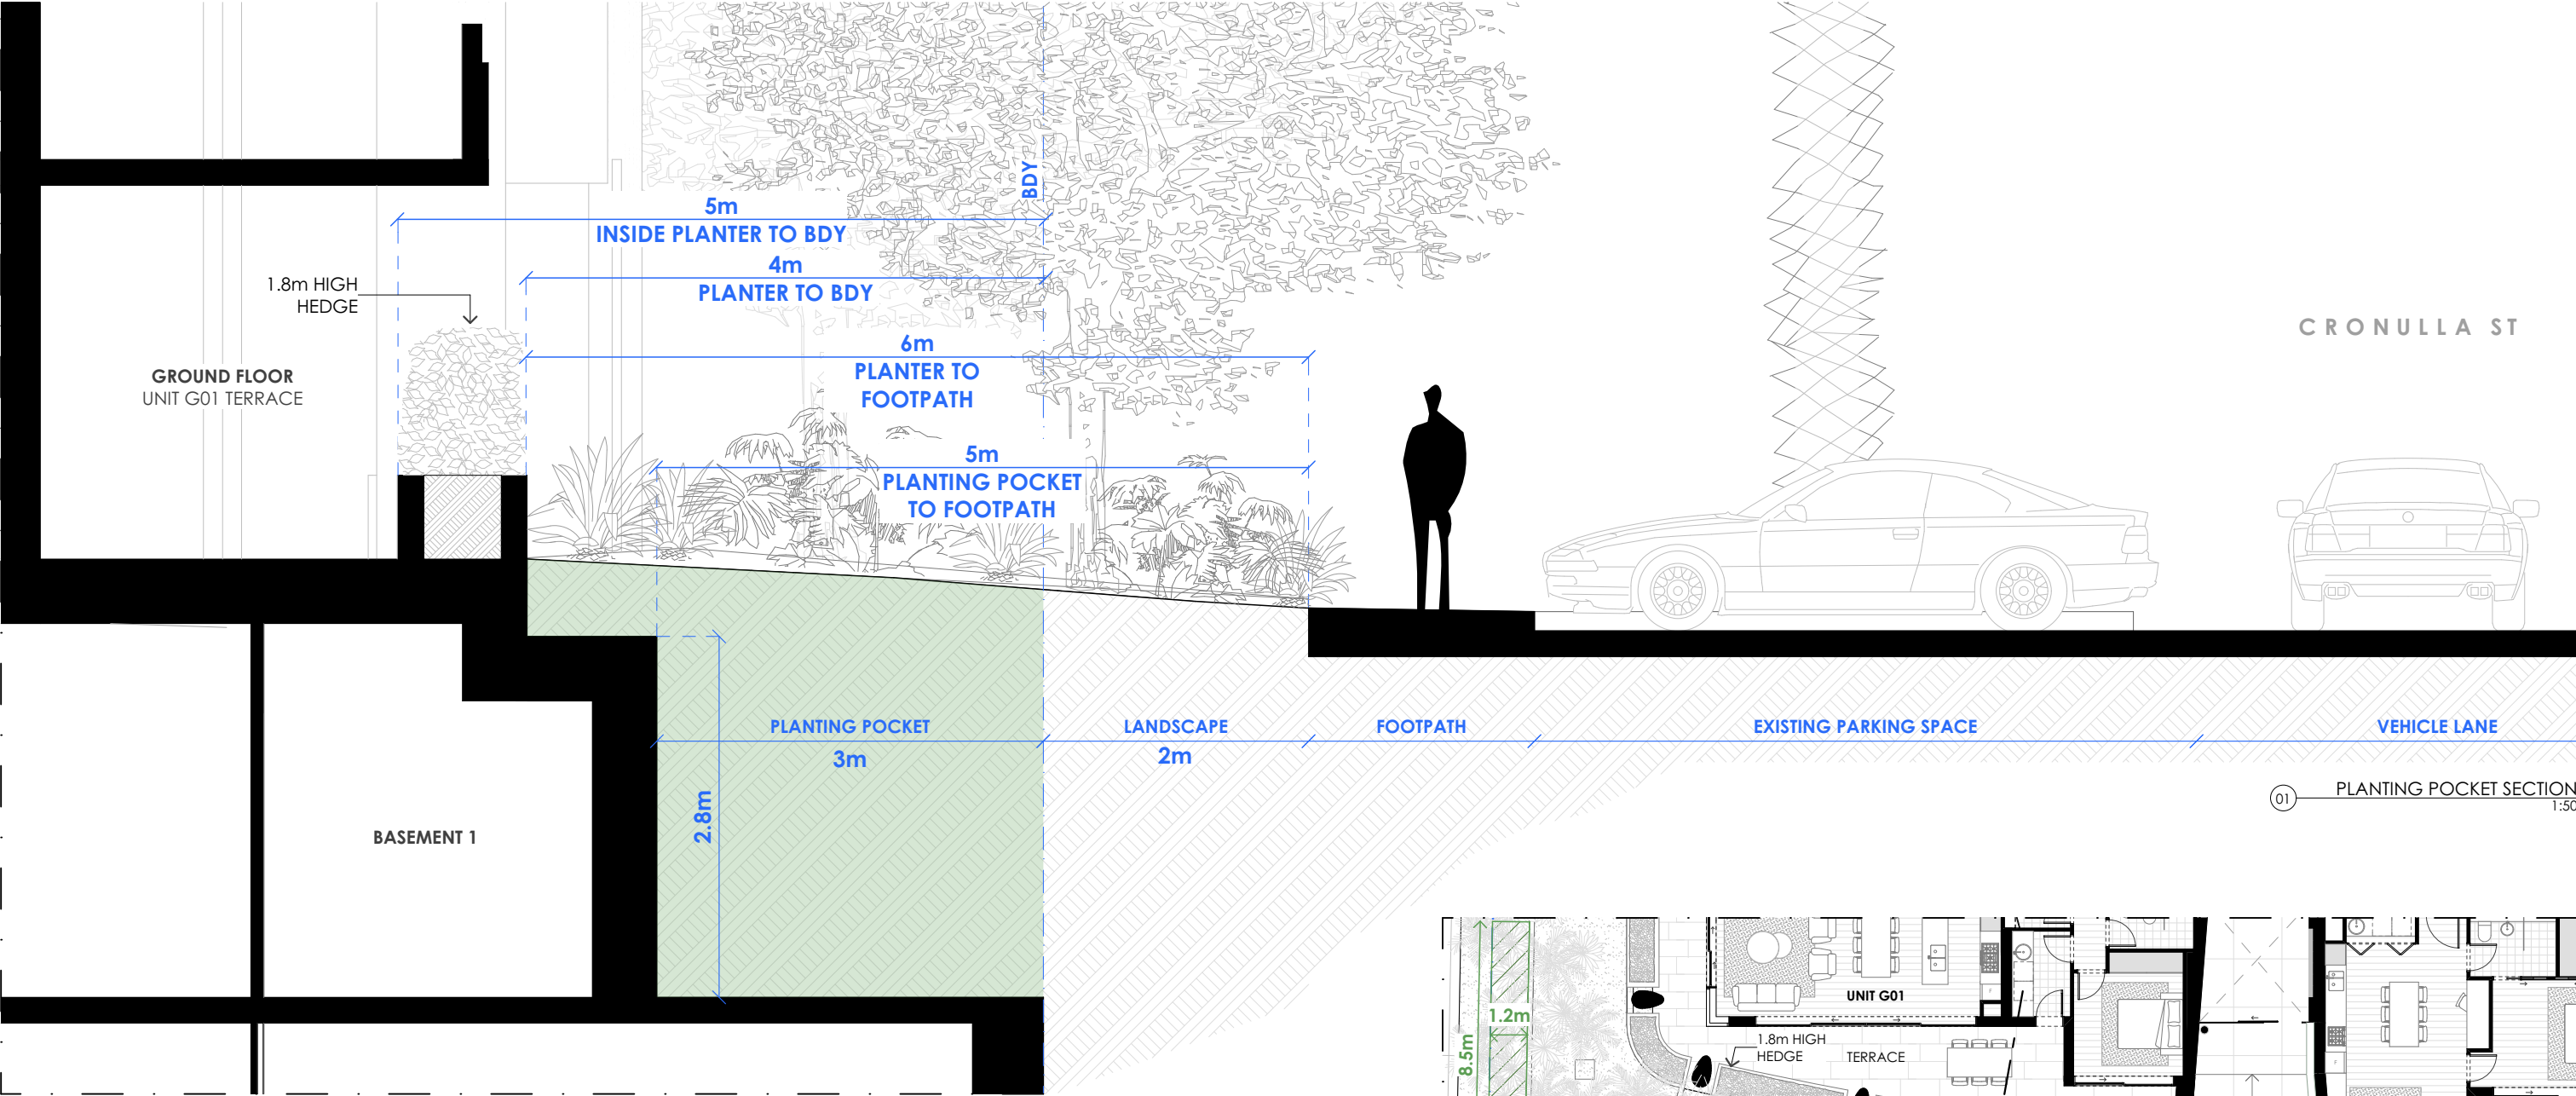 BDY
5m
INSIDE PLANTER TO BDY
4m
PLANTER TO BDY
1.8m HIGH
HEDGE
6m
PLANTER TO
FOOTPATH
CRONULLA ST
GROUND FLOOR
UNIT G01 TERRACE
5m
PLANTING POCKET
TO FOOTPATH
PLANTING POCKET
3m
LANDSCAPE
2m
FOOTPATH
EXISTING PARKING SPACE
VEHICLE LANE
2.8m
BASEMENT 1
01
PLANTING POCKET SECTION
1:50
UNIT G01
1.2m
8.5m
1.8m HIGH
HEDGE
TERRACE